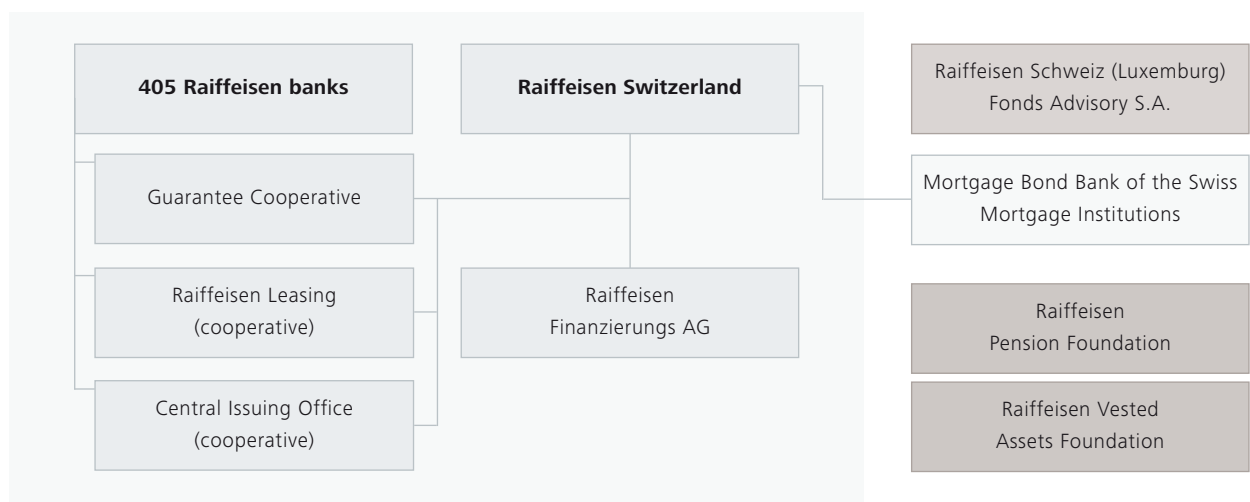 405 Raiffeisen banks
Raiffeisen Switzerland
Raiffeisen Schweiz (Luxemburg)
Fonds Advisory S.A.
Guarantee Cooperative
Mortgage Bond Bank of the Swiss
Mortgage Institutions
Raiffeisen Leasing
(cooperative)
Raiffeisen
Finanzierungs AG
Raiffeisen
Pension Foundation
Central Issuing Office
(cooperative)
Raiffeisen Vested
Assets Foundation